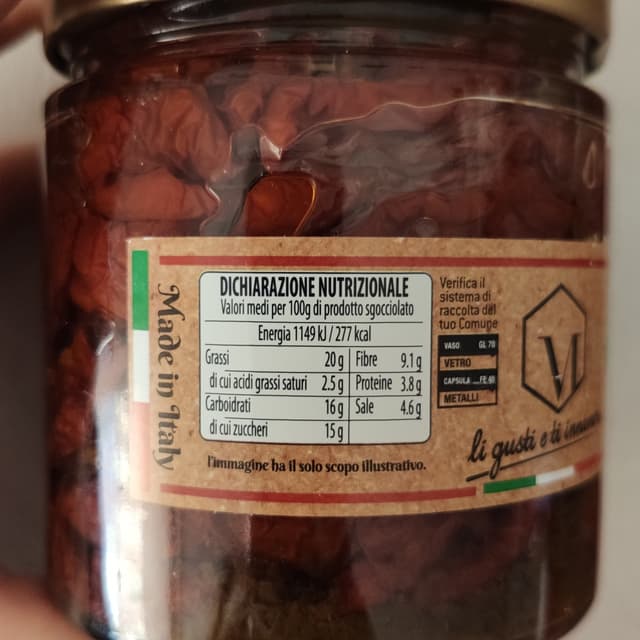 Made in Italy
DICHIARAZIONE NUTRIZIONALE
Valori medi per 100g di prodotto sgocciolato
Energia 1149 kJ / 277 kcal
Grassi 20 g
di cui acidi grassi saturi 2.5 g
Carboidrati 16 g
di cui zuccheri 15 g
Fibre 9.1 g
Proteine 3.8 g
Sale 4.6 g
l'immagine ha il solo scopo illustrativo.
Verifica il
sistema di
raccolta del
tuo Comune
VASO GL 70
VETRO
CAPSULA
METALLI
li gusti e ti